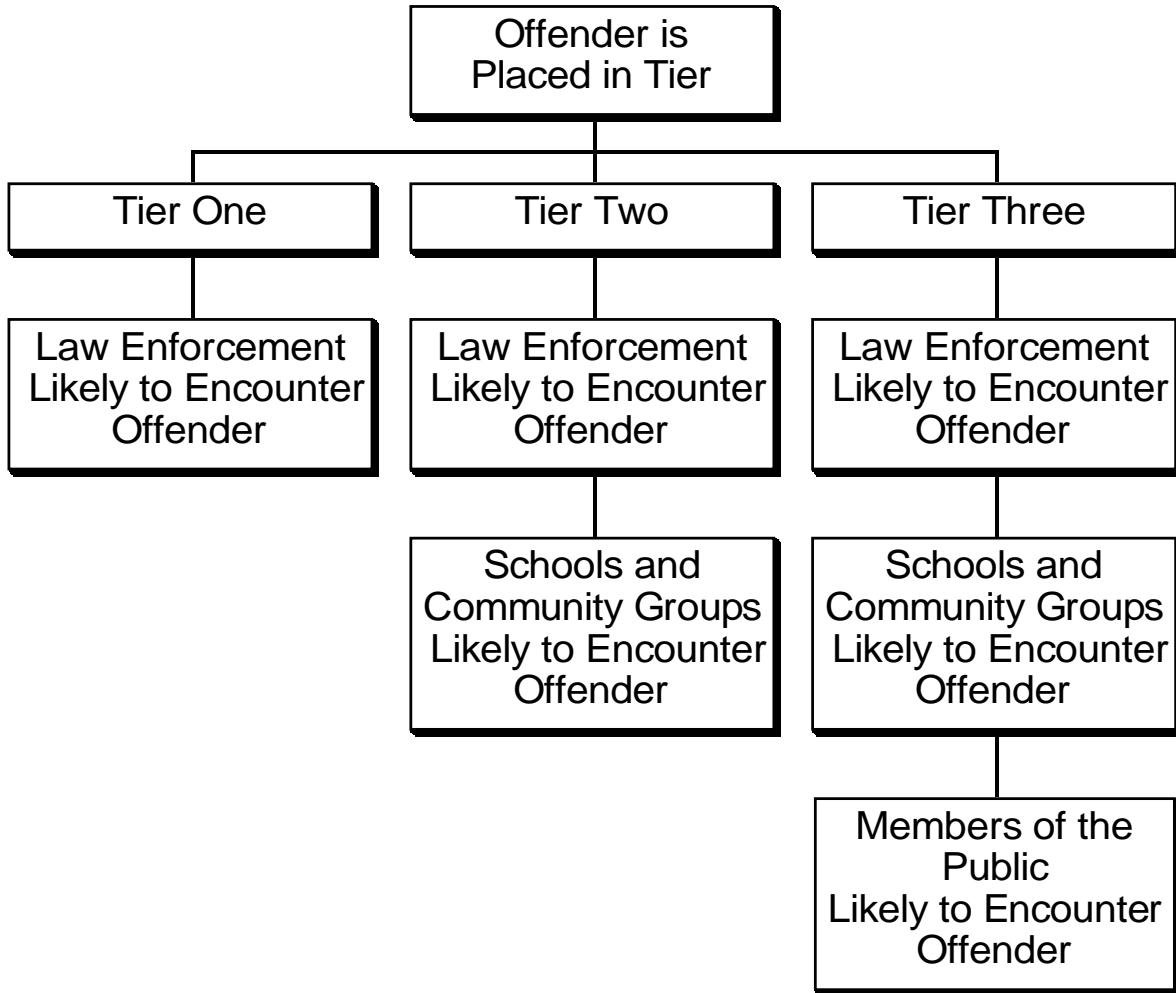 Offender is
Placed in Tier
Tier One
Tier Two
Tier Three
Law Enforcement
Likely to Encounter
Offender
Law Enforcement
Likely to Encounter
Offender
Law Enforcement
Likely to Encounter
Offender
Schools and
Community Groups
Likely to Encounter
Offender
Schools and
Community Groups
Likely to Encounter
Offender
Members of the
Public
Likely to Encounter
Offender